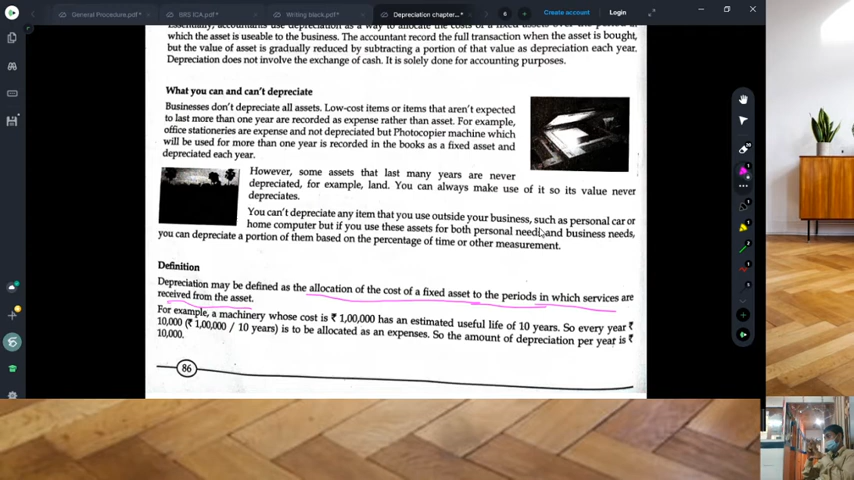 General Procedure.pdf*
BRS ICA.pdf*
Writing black.pdf*
Depreciation chapter...*
6
Create account
Login
which the asset is useable to the business. The accountant record the full transaction when the asset is bought,
but the value of asset is gradually reduced by subtracting a portion of that value as depreciation each year.
Depreciation does not involve the exchange of cash. It is solely done for accounting purposes.
What you can and can't depreciate
Businesses don't depreciate all assets. Low-cost items or items that aren't expected
to last more than one year are recorded as expense rather than asset. For example,
office stationeries are expense and not depreciated but Photocopier machine which
will be used for more than one year is recorded in the books as a fixed asset and
depreciated each year.
However, some assets that last many years are never
depreciated, for example, land. You can always make use of it so its value never
depreciates.
You can't depreciate any item that you use outside your business, such as personal car or
home computer but if you use these assets for both personal need and business needs,
you can depreciate a portion of them based on the percentage of time or other measurement.
Definition
Depreciation may be defined as the allocation of the cost of a fixed asset to the periods in which services are
received from the asset.
For example, a machinery whose cost is ₹ 1,00,000 has an estimated useful life of 10 years. So every year ₹
10,000 (₹ 1,00,000 / 10 years) is to be allocated as an expenses. So the amount of depreciation per year is ₹
10,000.
86